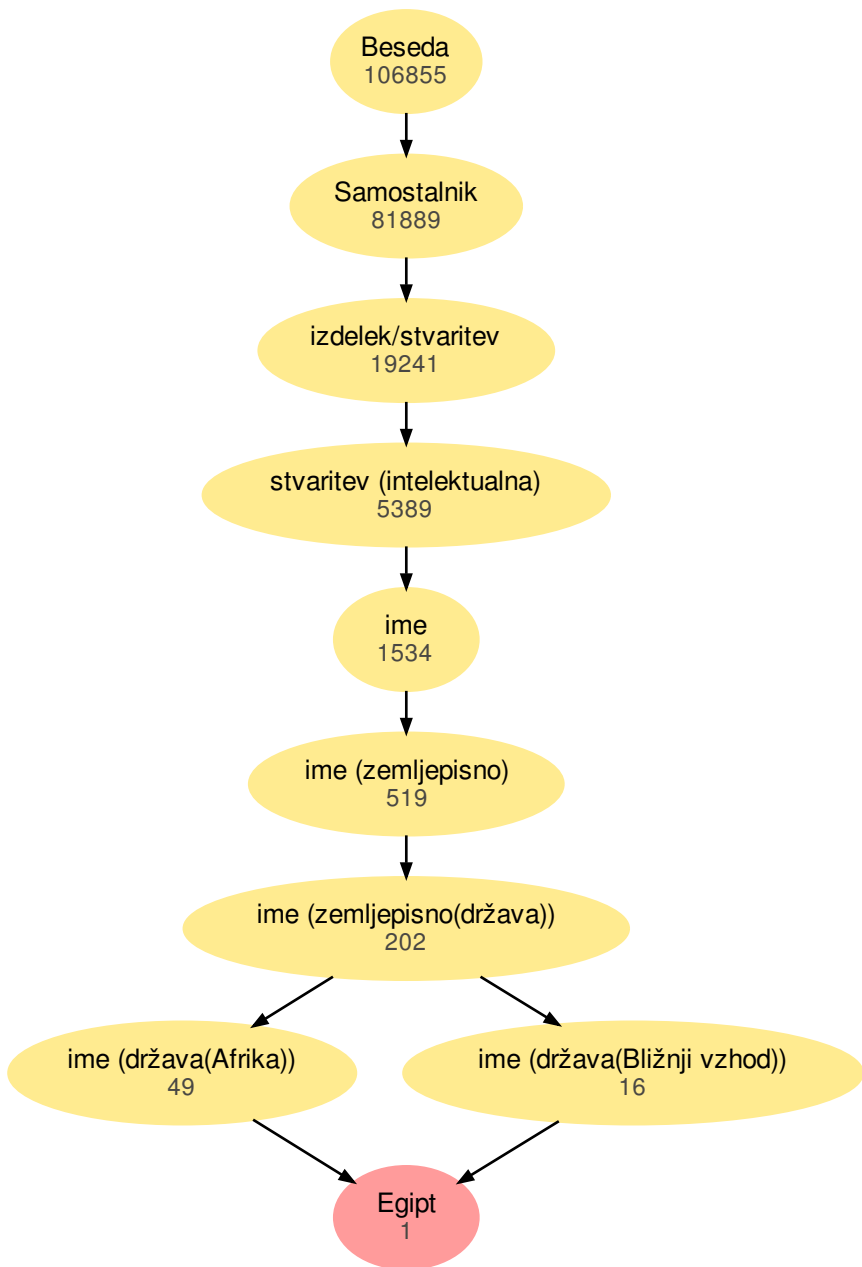 Beseda
106855
Samostalnik
81889
izdelek/stvaritev
19241
stvaritev (intelektualna)
5389
ime
1534
ime (zemljepisno)
519
ime (zemljepisno(država))
202
ime (država(Afrika))
49
ime (država(Bližnji vzhod))
16
Egipt
1